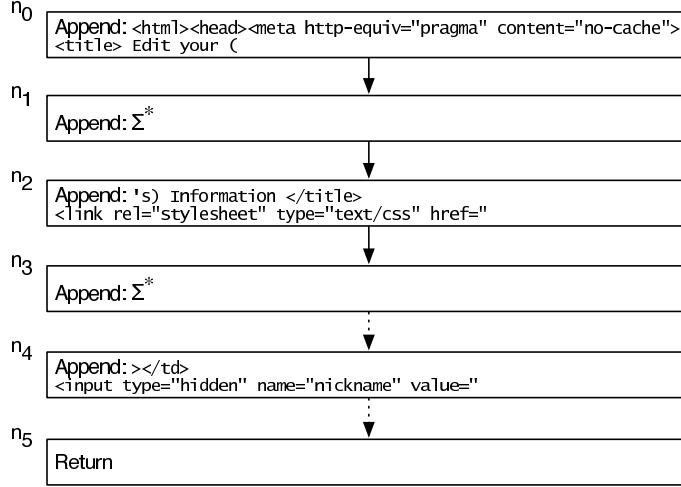 n0
Append: <html><head><meta http-equiv="pragma" content="no-cache">
<title> Edit your (
n1
Append: Σ*
n2
Append: 's) Information </title>
<link rel="stylesheet" type="text/css" href="
n3
Append: Σ*
n4
Append: ></td>
<input type="hidden" name="nickname" value="
n5
Return